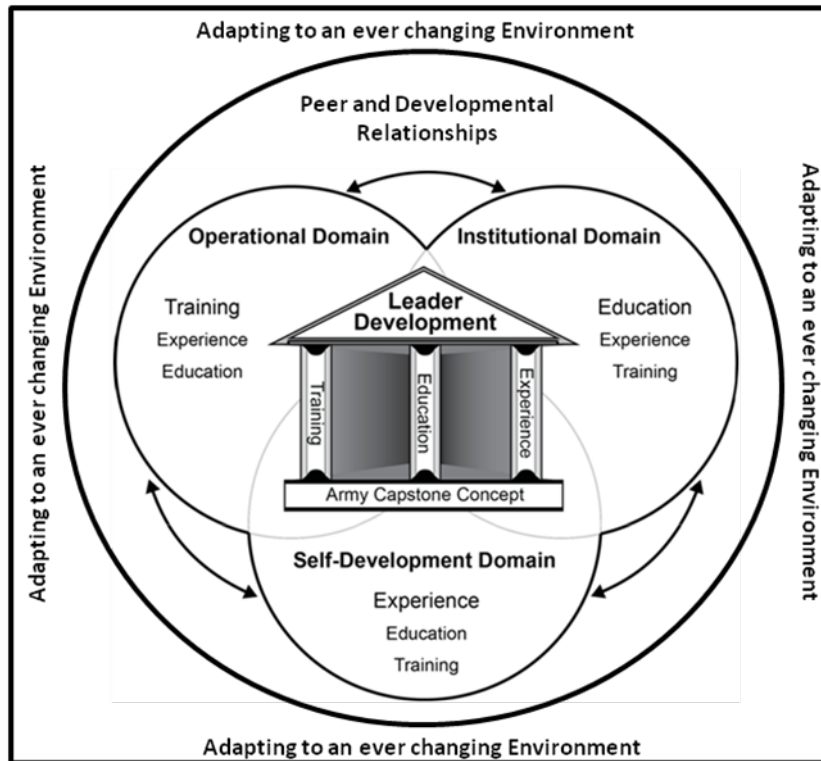 Adapting to an ever changing Environment
Peer and Developmental
Relationships
Adapting to an ever changing Environment
Adapting to an ever changing Environment
Operational Domain
Institutional Domain
Training
Experience
Education
Leader
Development
Education
Experience
Training
Training
Education
Experience
Army Capstone Concept
Self-Development Domain
Experience
Education
Training
Adapting to an ever changing Environment